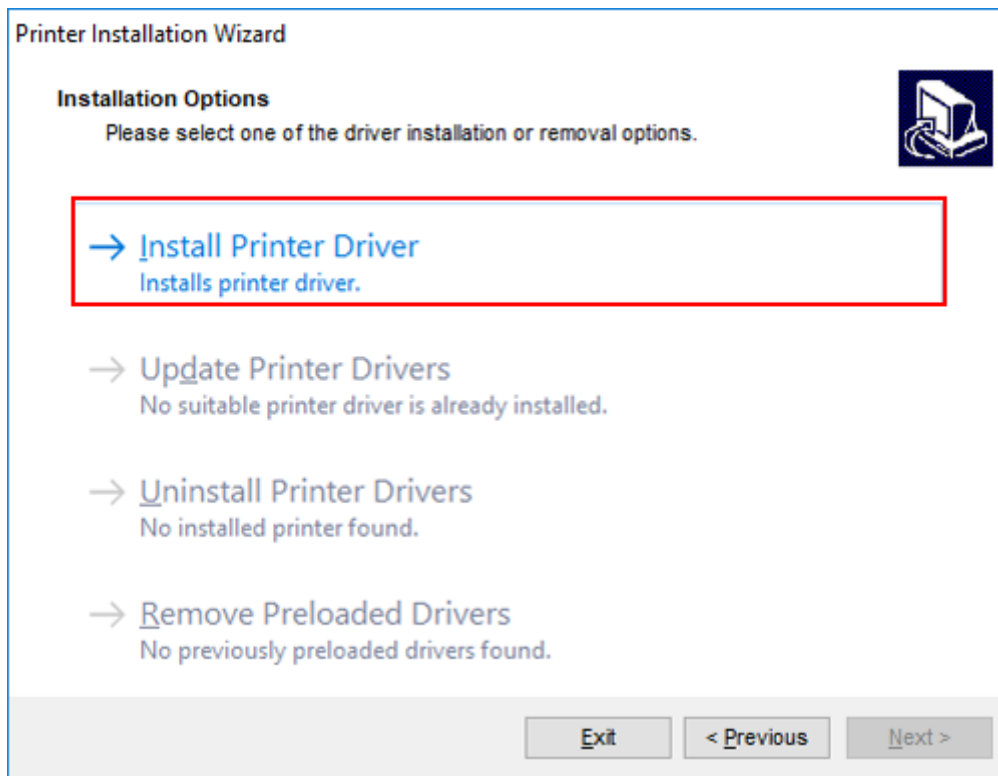 Printer Installation Wizard
Installation Options
Please select one of the driver installation or removal options.
Install Printer Driver
Installs printer driver.
Update Printer Drivers
No suitable printer driver is already installed.
Uninstall Printer Drivers
No installed printer found.
Remove Preloaded Drivers
No previously preloaded drivers found.
Exit < Previous Next >